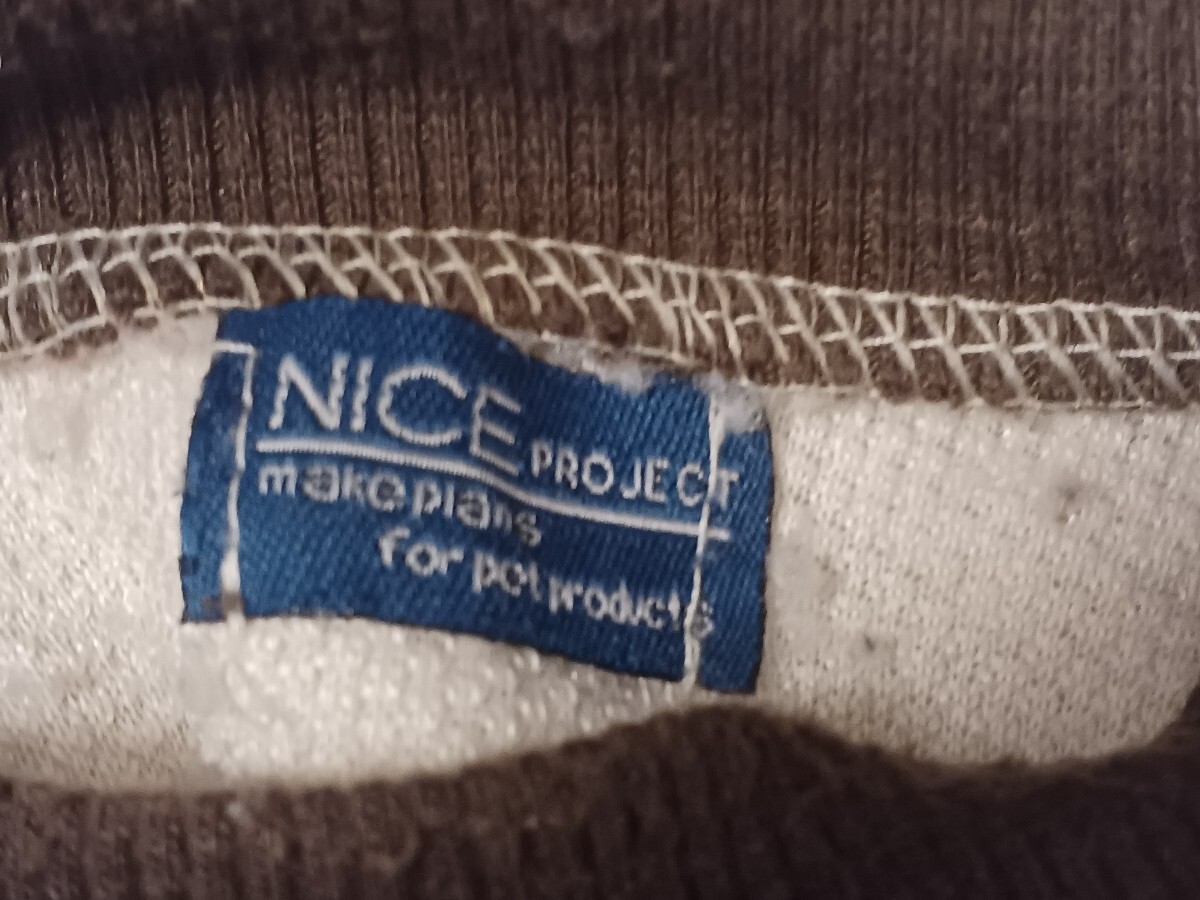 NICE PROJECT
make plans
for pet products